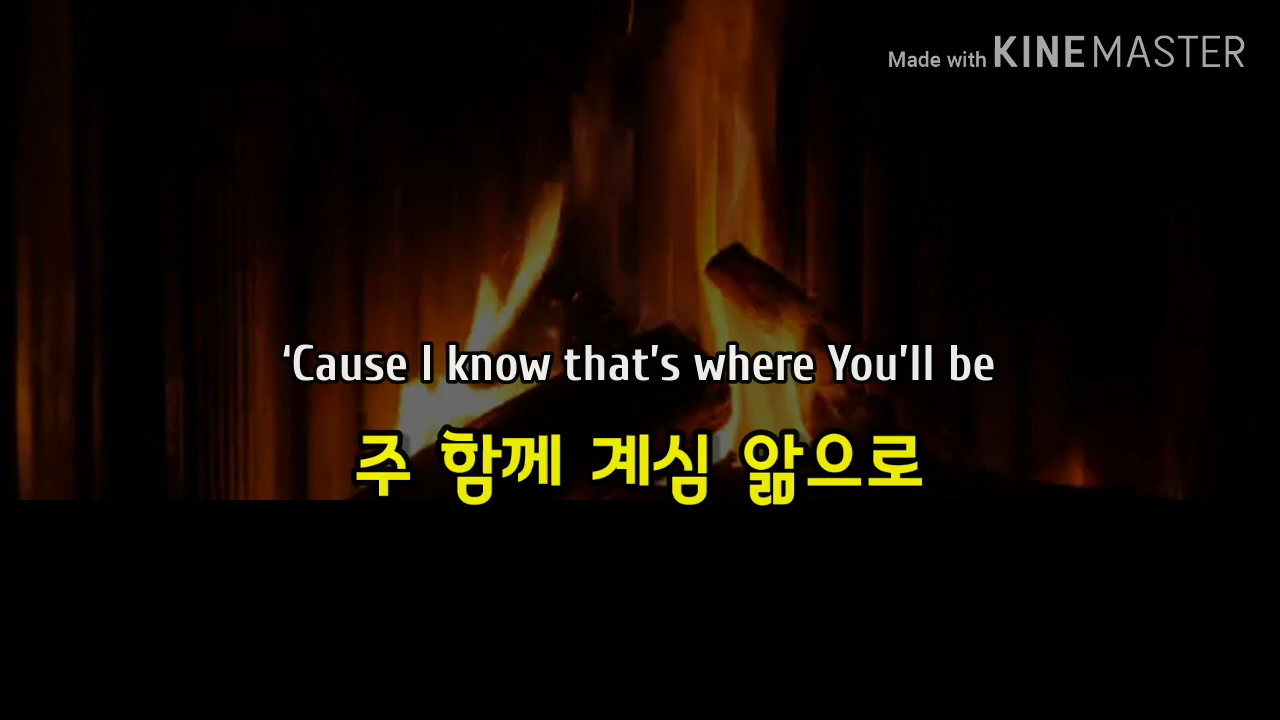 Made with KINEMASTER
‘Cause I know that’s where You’ll be
주 함께 계심 앎으로